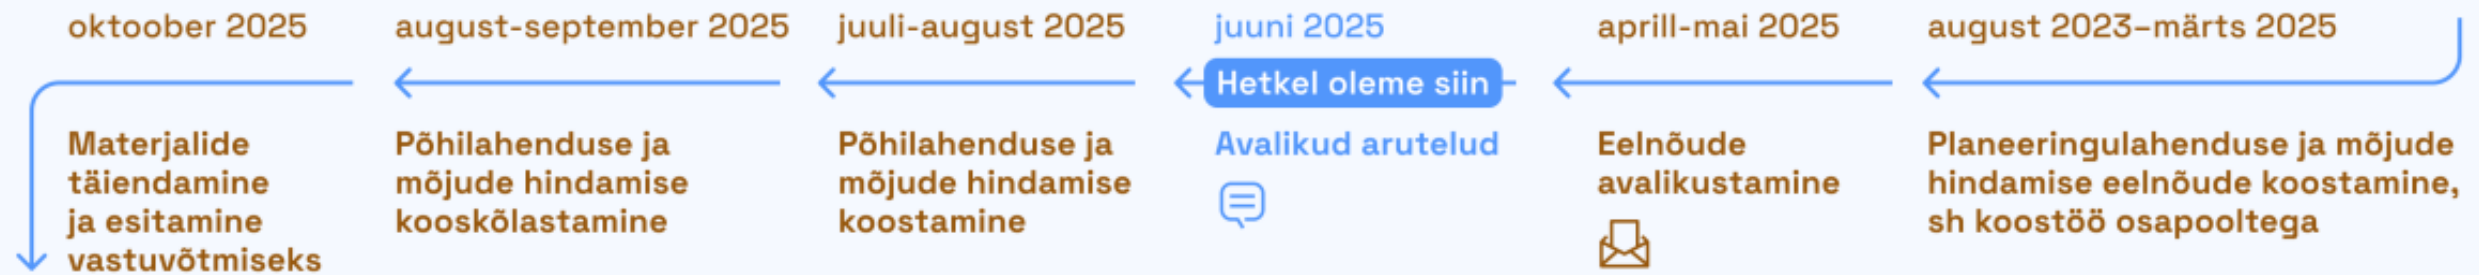 oktoober 2025
Materjalide
täiendamine
ja esitamine
vastuvõtmiseks
august-september 2025
Põhilahenduse ja
mõjude hindamise
kooskõlastamine
juuli-august 2025
Põhilahenduse ja
mõjude hindamise
koostamine
juuni 2025
Hetkel oleme siin
Avalikud arutelud
aprill-mai 2025
Eelnõude
avalikustamine
august 2023–märts 2025
Planeeringulahenduse ja mõjude
hindamise eelnõude koostamine,
sh koostöö osapooltega